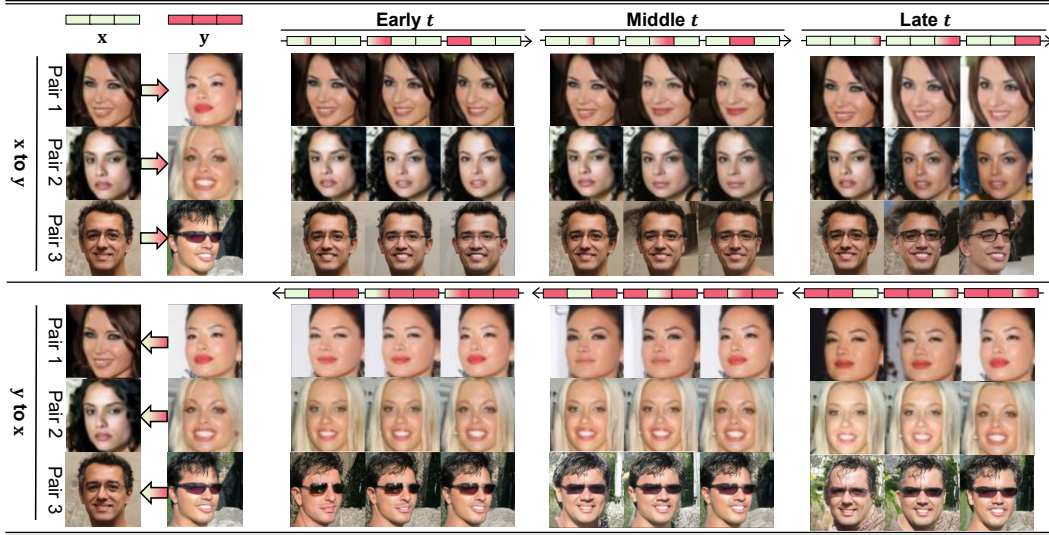 Early t Middle t Late t
x y
x to y
Pair 1
Pair 2
Pair 3
y to x
Pair 1
Pair 2
Pair 3